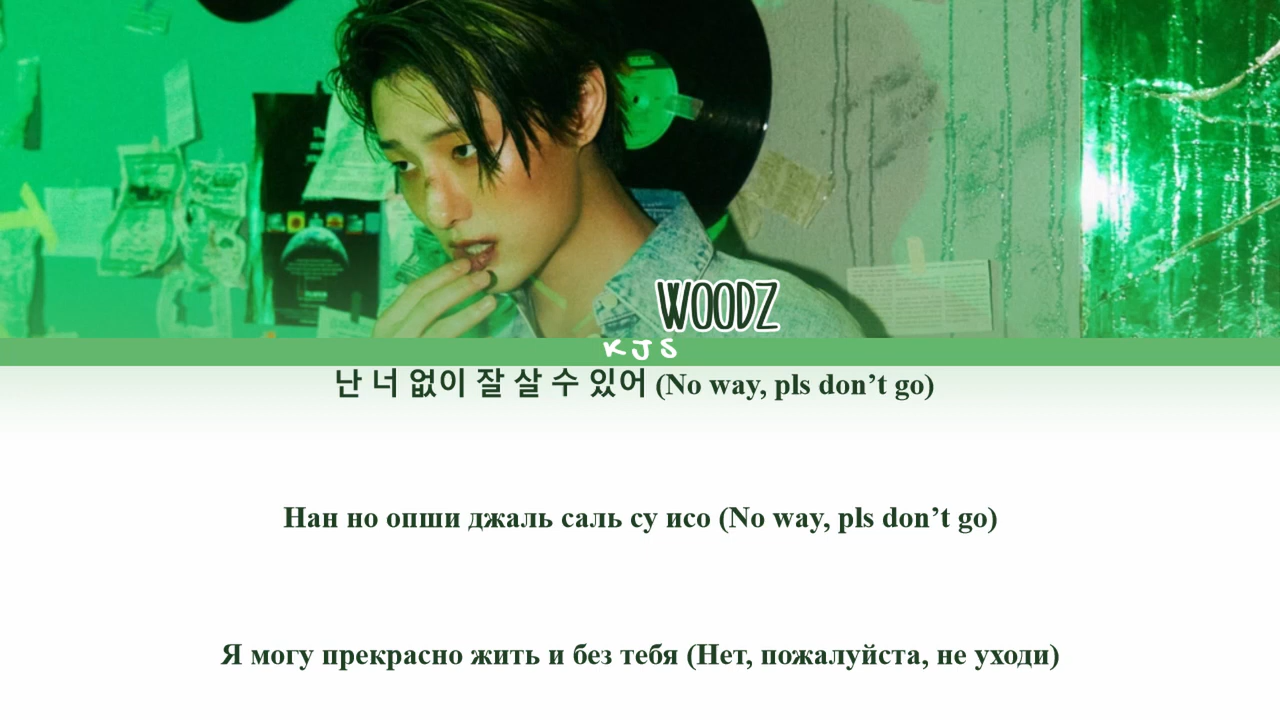 WOODZ
KJS
난 너 없이 잘 살 수 있어 (No way, pls don’t go)
Нан но опши джаль саль су исо (No way, pls don’t go)
Я могу прекрасно жить и без тебя (Нет, пожалуйста, не уходи)